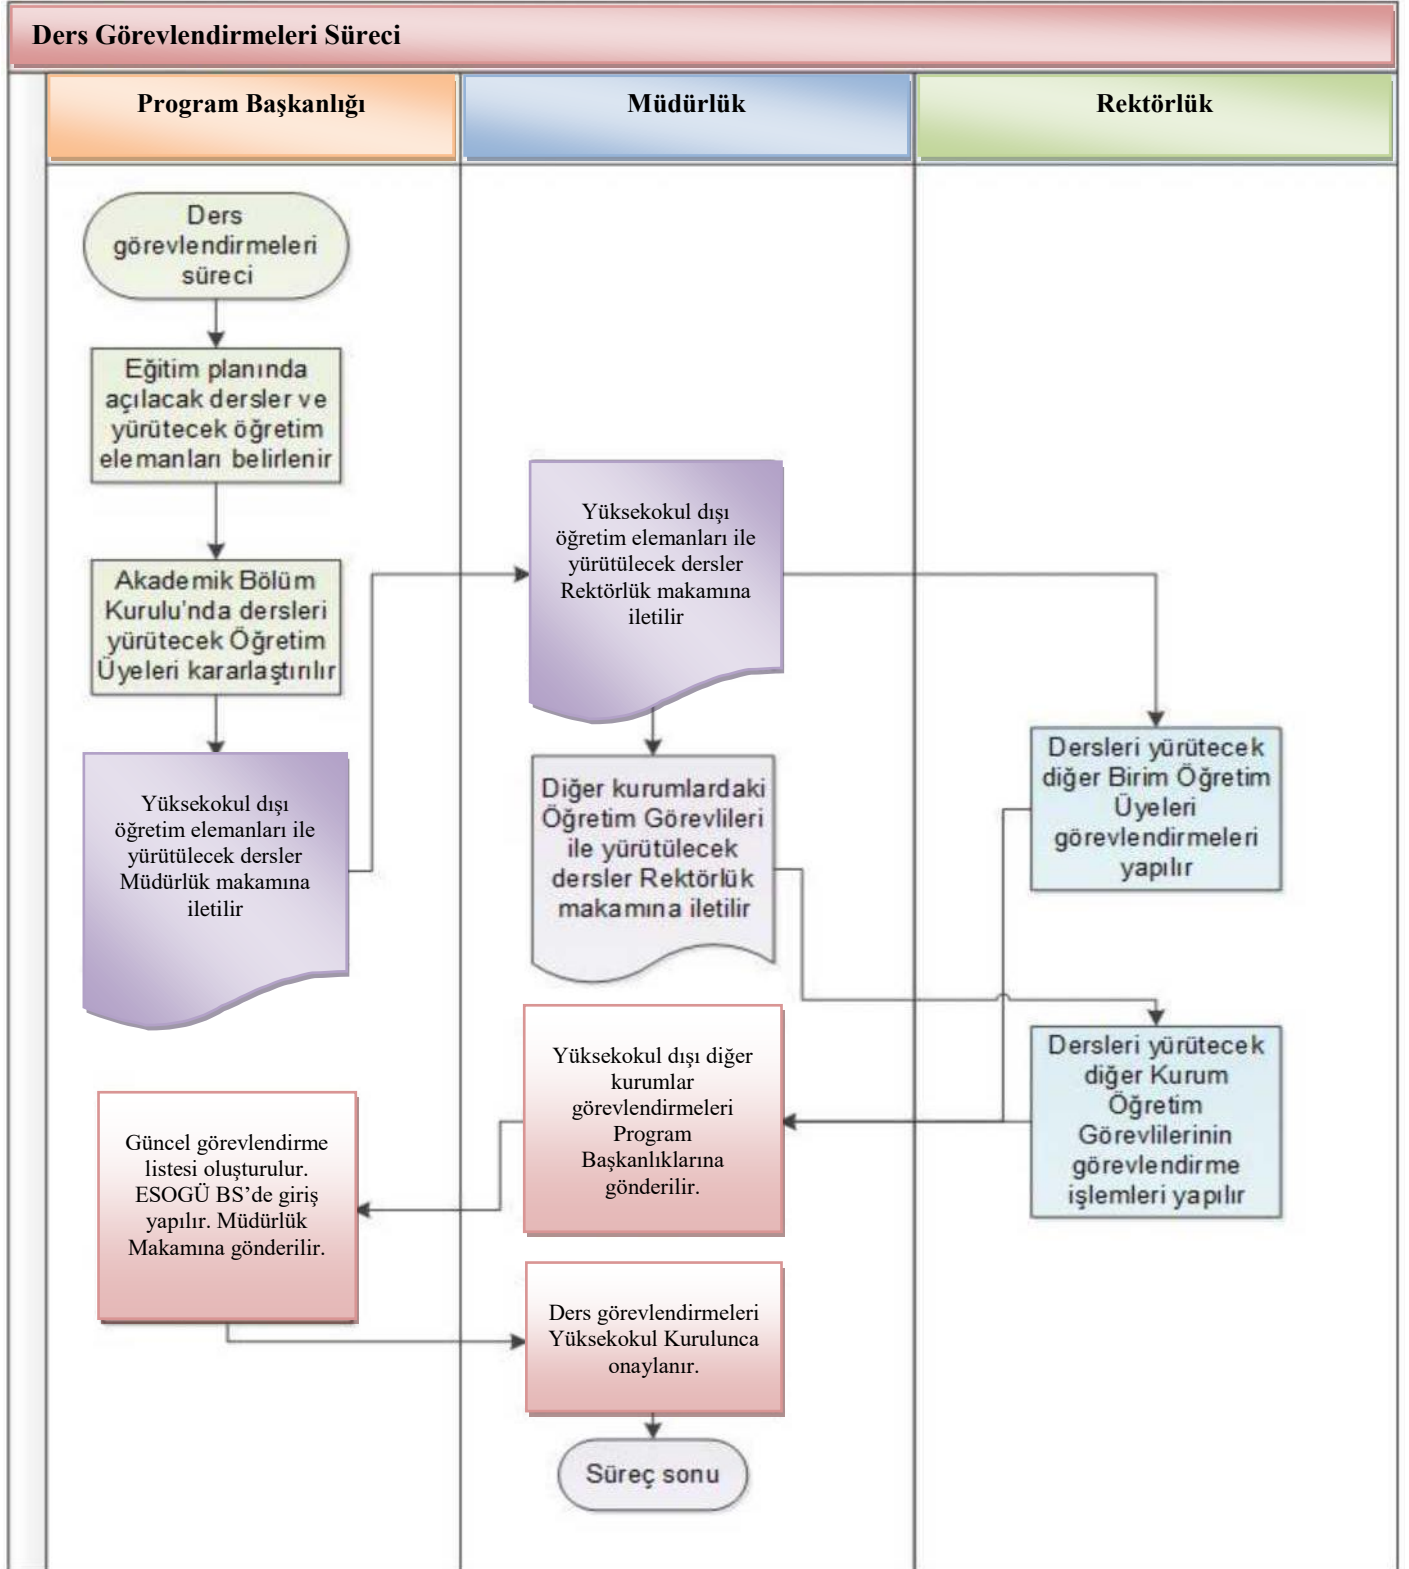 Ders Görevlendirmeleri Süreci
Program Başkanlığı
Müdürlük
Rektörlük
Ders
görevlendirmeleri
süreci
Eğitim planında
açılacak dersler ve
yürütecek öğretim
elemanları belirlenir
Akademik Bölüm
Kurulu'nda dersleri
yürütecek Öğretim
Üyeleri kararlaştırılır
Yüksekokul dışı
öğretim elemanları ile
yürütülecek dersler
Müdürlük makamına
iletilir
Yüksekokul dışı
öğretim elemanları ile
yürütülecek dersler
Rektörlük makamına
iletilir
Diğer kurumlardaki
Öğretim Görevlileri
ile yürütülecek
dersler Rektörlük
makamına iletilir
Dersleri yürütecek
diğer Birim Öğretim
Üyeleri
görevlendirmeleri
yapılır
Dersleri yürütecek
diğer Kurum
Öğretim
Görevlilerinin
görevlendirme
işlemleri yapılır
Yüksekokul dışı diğer
kurumlar
görevlendirmeleri
Program
Başkanlıklarına
gönderilir.
Güncel görevlendirme
listesi oluşturulur.
ESOGÜ BS’de giriş
yapılır. Müdürlük
Makamına gönderilir.
Ders görevlendirmeleri
Yüksekokul Kurulunca
onaylanır.
Süreç sonu